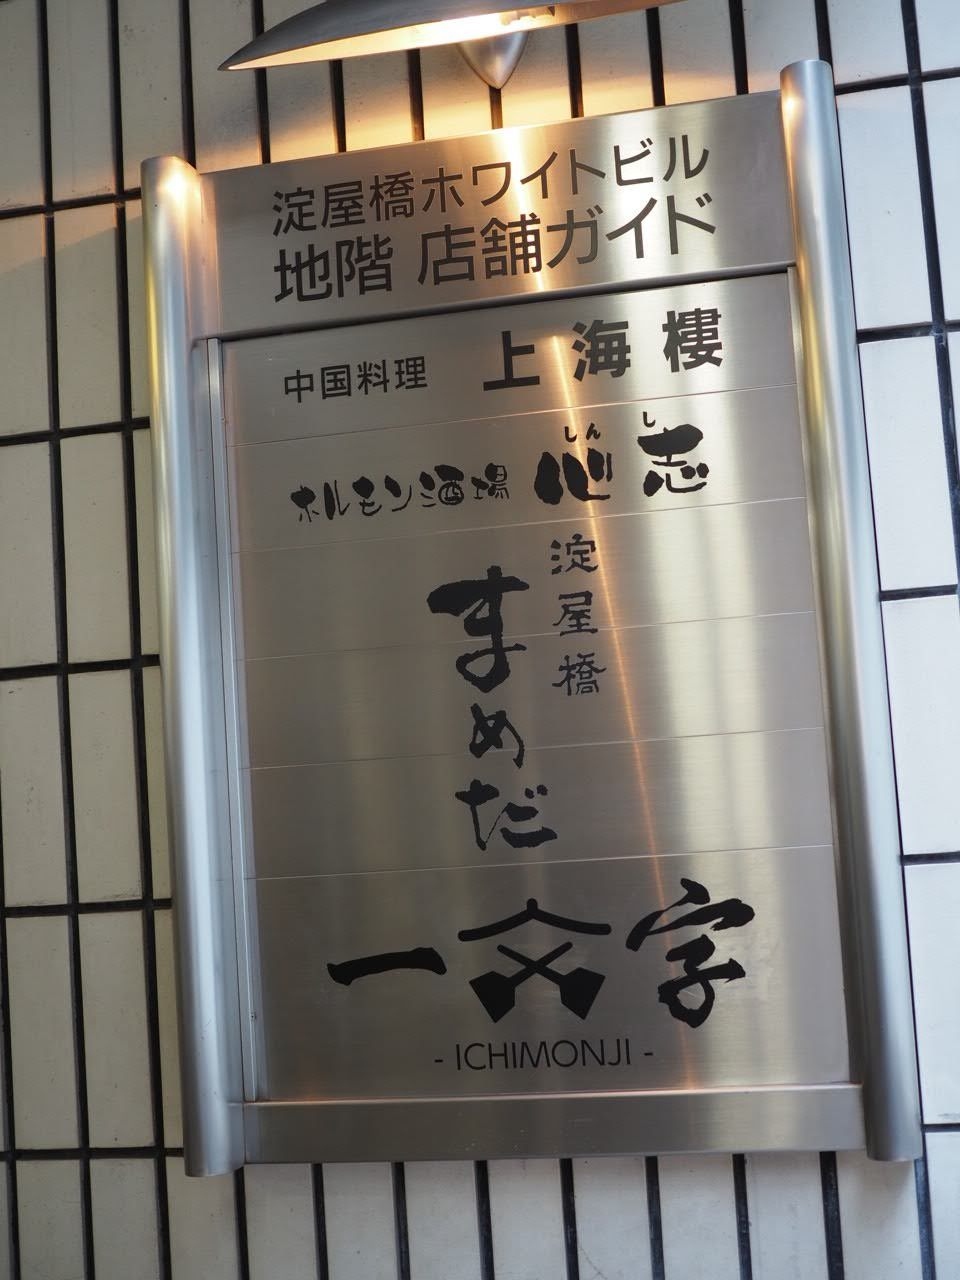 淀屋橋ホワイトビル
地階 店舗ガイド
中国料理 上海樓
しんし
ホルモン酒場 心志
淀屋橋
まめだ
一文字
- ICHIMONJI -